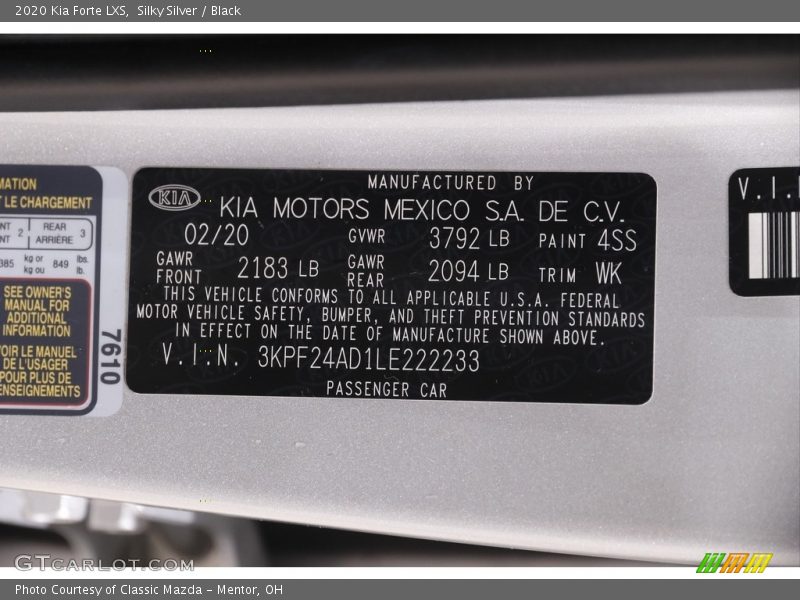 2020 Kia Forte LXS, Silky Silver / Black
MATION
T LE CHARGEMENT
NT 2 REAR 3
NT ARRIÈRE
385 kg or 849 lbs.
kg ou lb.
SEE OWNER'S
MANUAL FOR
ADDITIONAL
INFORMATION
VOIR LE MANUEL
DE L'USAGER
POUR PLUS DE
ENSEIGNEMENTS
7610
MANUFACTURED BY
KIA KIA MOTORS MEXICO S.A. DE C.V.
02/20 GVWR 3792 LB PAINT 4SS
GAWR FRONT 2183 LB GAWR REAR 2094 LB TRIM WK
THIS VEHICLE CONFORMS TO ALL APPLICABLE U.S.A. FEDERAL
MOTOR VEHICLE SAFETY, BUMPER, AND THEFT PREVENTION STANDARDS
IN EFFECT ON THE DATE OF MANUFACTURE SHOWN ABOVE.
V.I.N. 3KPF24AD1LE222233
PASSENGER CAR
V.I.
GTCARLOT.COM
Photo Courtesy of Classic Mazda - Mentor, OH